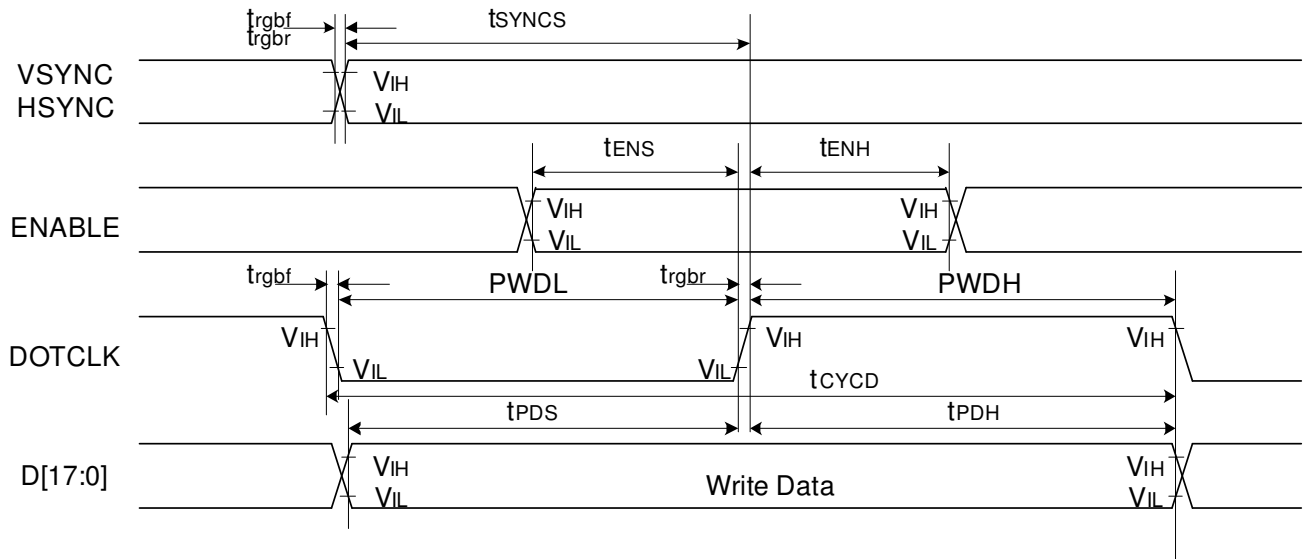 trgbf
trgbr
tSYNCS
VSYNC
HSYNC
VIH
VIL
tENS
tENH
ENABLE
VIH
VIL
VIH
VIL
trgbf
PWDL
trgbr
PWDH
DOTCLK
VIH
VIL
VIL
VIH
VIH
tCYCD
tPDS
tPDH
D[17:0]
VIH
VIL
Write Data
VIH
VIL